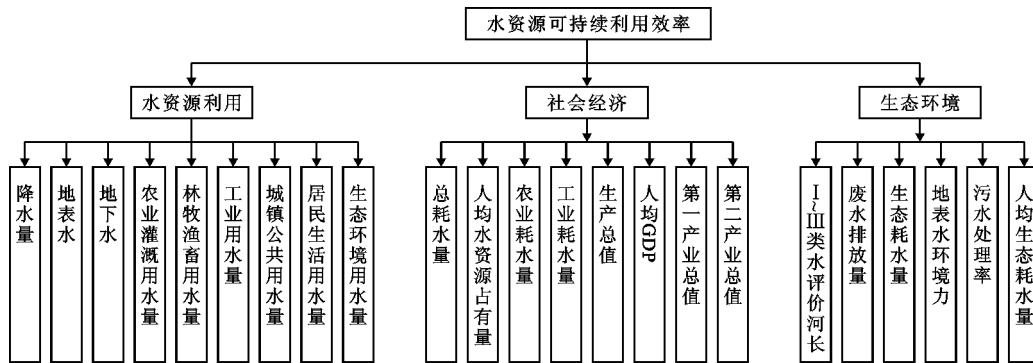 水资源可持续利用效率
水资源利用
社会经济
生态环境
降水量
地表水
地下水
农业灌溉用水量
林牧渔畜用水量
工业用水量
城镇公共用水量
居民生活用水量
生态环境用水量
总耗水量
人均水资源占有量
农业耗水量
工业耗水量
生产总值
人均GDP
第一产业总值
第二产业总值
I~Ⅲ类水评价河长
废水排放量
生态耗水量
地表水环境力
污水处理率
人均生态耗水量